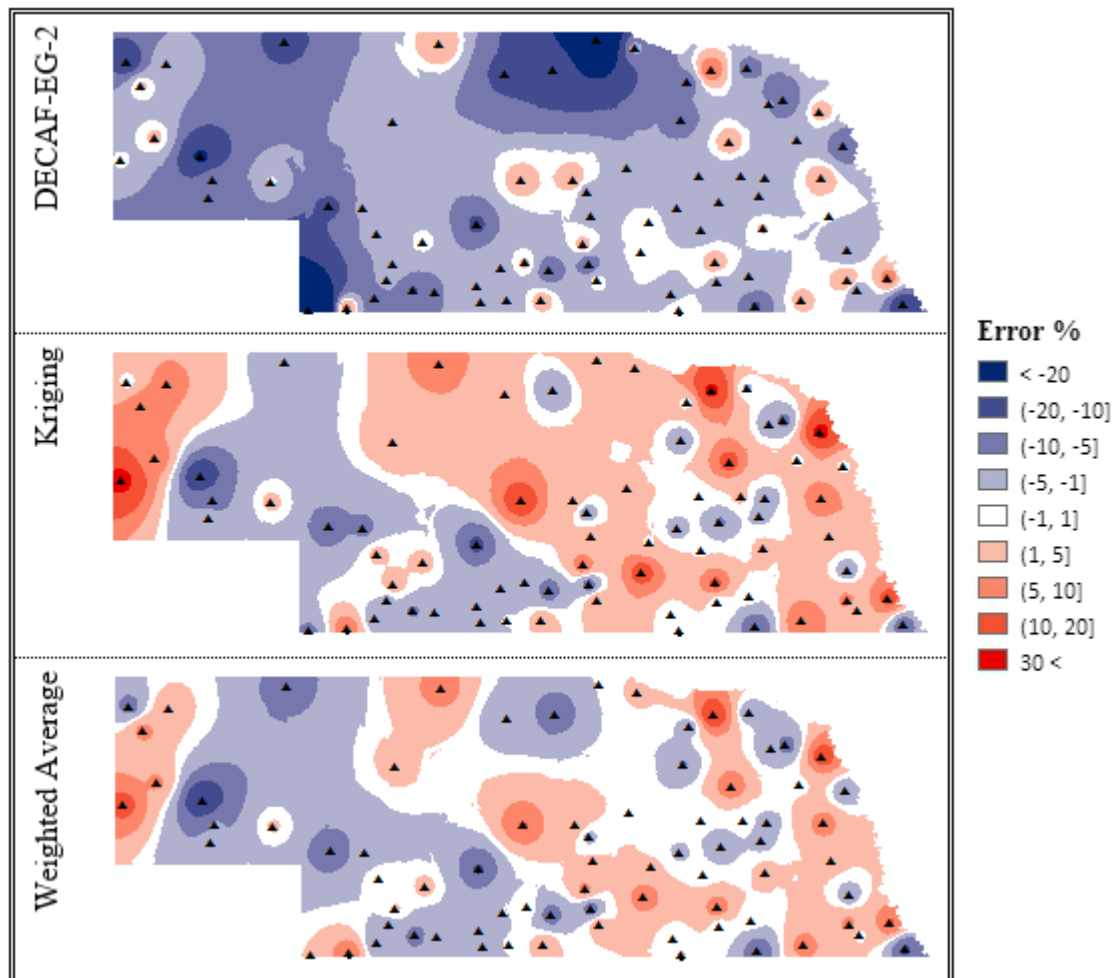 DECAF-EG-2
Kriging
Weighted Average
Error %
< -20
(-20, -10]
(-10, -5]
(-5, -1]
(-1, 1]
(1, 5]
(5, 10]
(10, 20]
30 <